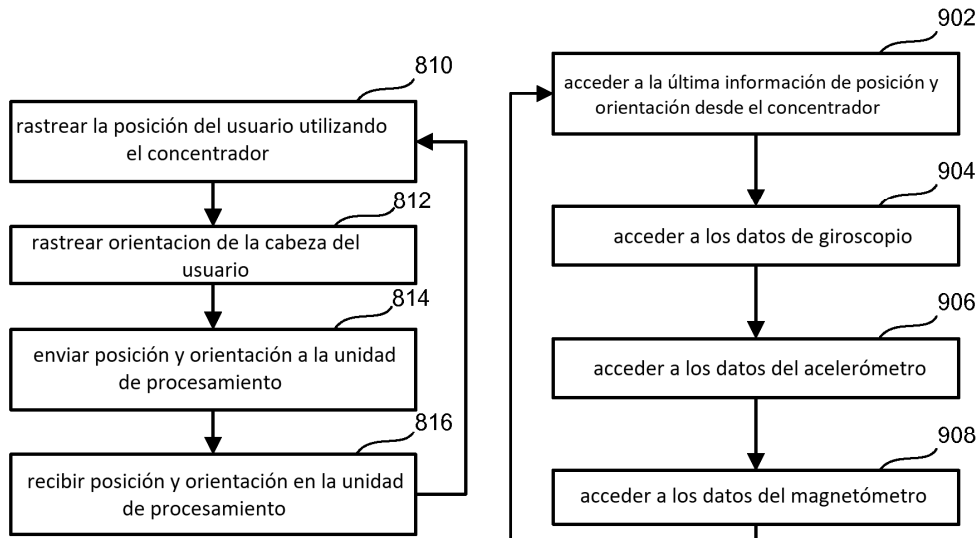 810
rastrear la posición del usuario utilizando
el concentrador
812
rastrear orientacion de la cabeza del
usuario
814
enviar posición y orientación a la unidad
de procesamiento
816
recibir posición y orientación en la unidad
de procesamiento
902
acceder a la última información de posición y
orientación desde el concentrador
904
acceder a los datos de giroscopio
906
acceder a los datos del acelerómetro
908
acceder a los datos del magnetómetro